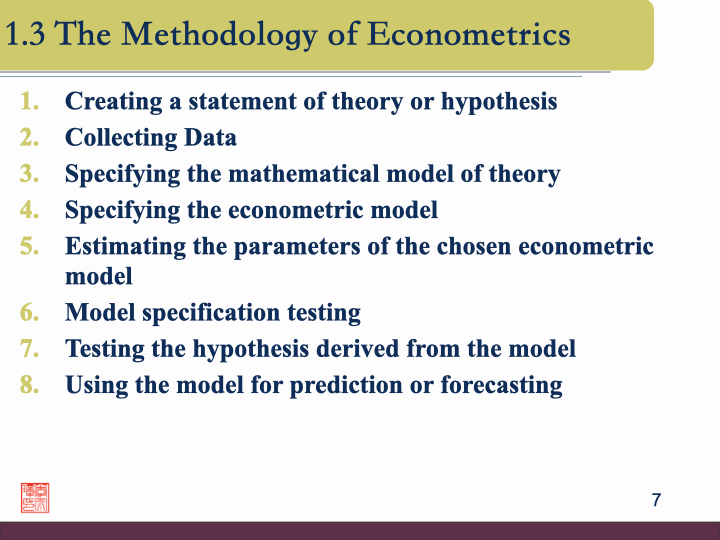 1.3 The Methodology of Econometrics
1. Creating a statement of theory or hypothesis
2. Collecting Data
3. Specifying the mathematical model of theory
4. Specifying the econometric model
5. Estimating the parameters of the chosen econometric
model
6. Model specification testing
7. Testing the hypothesis derived from the model
8. Using the model for prediction or forecasting
7